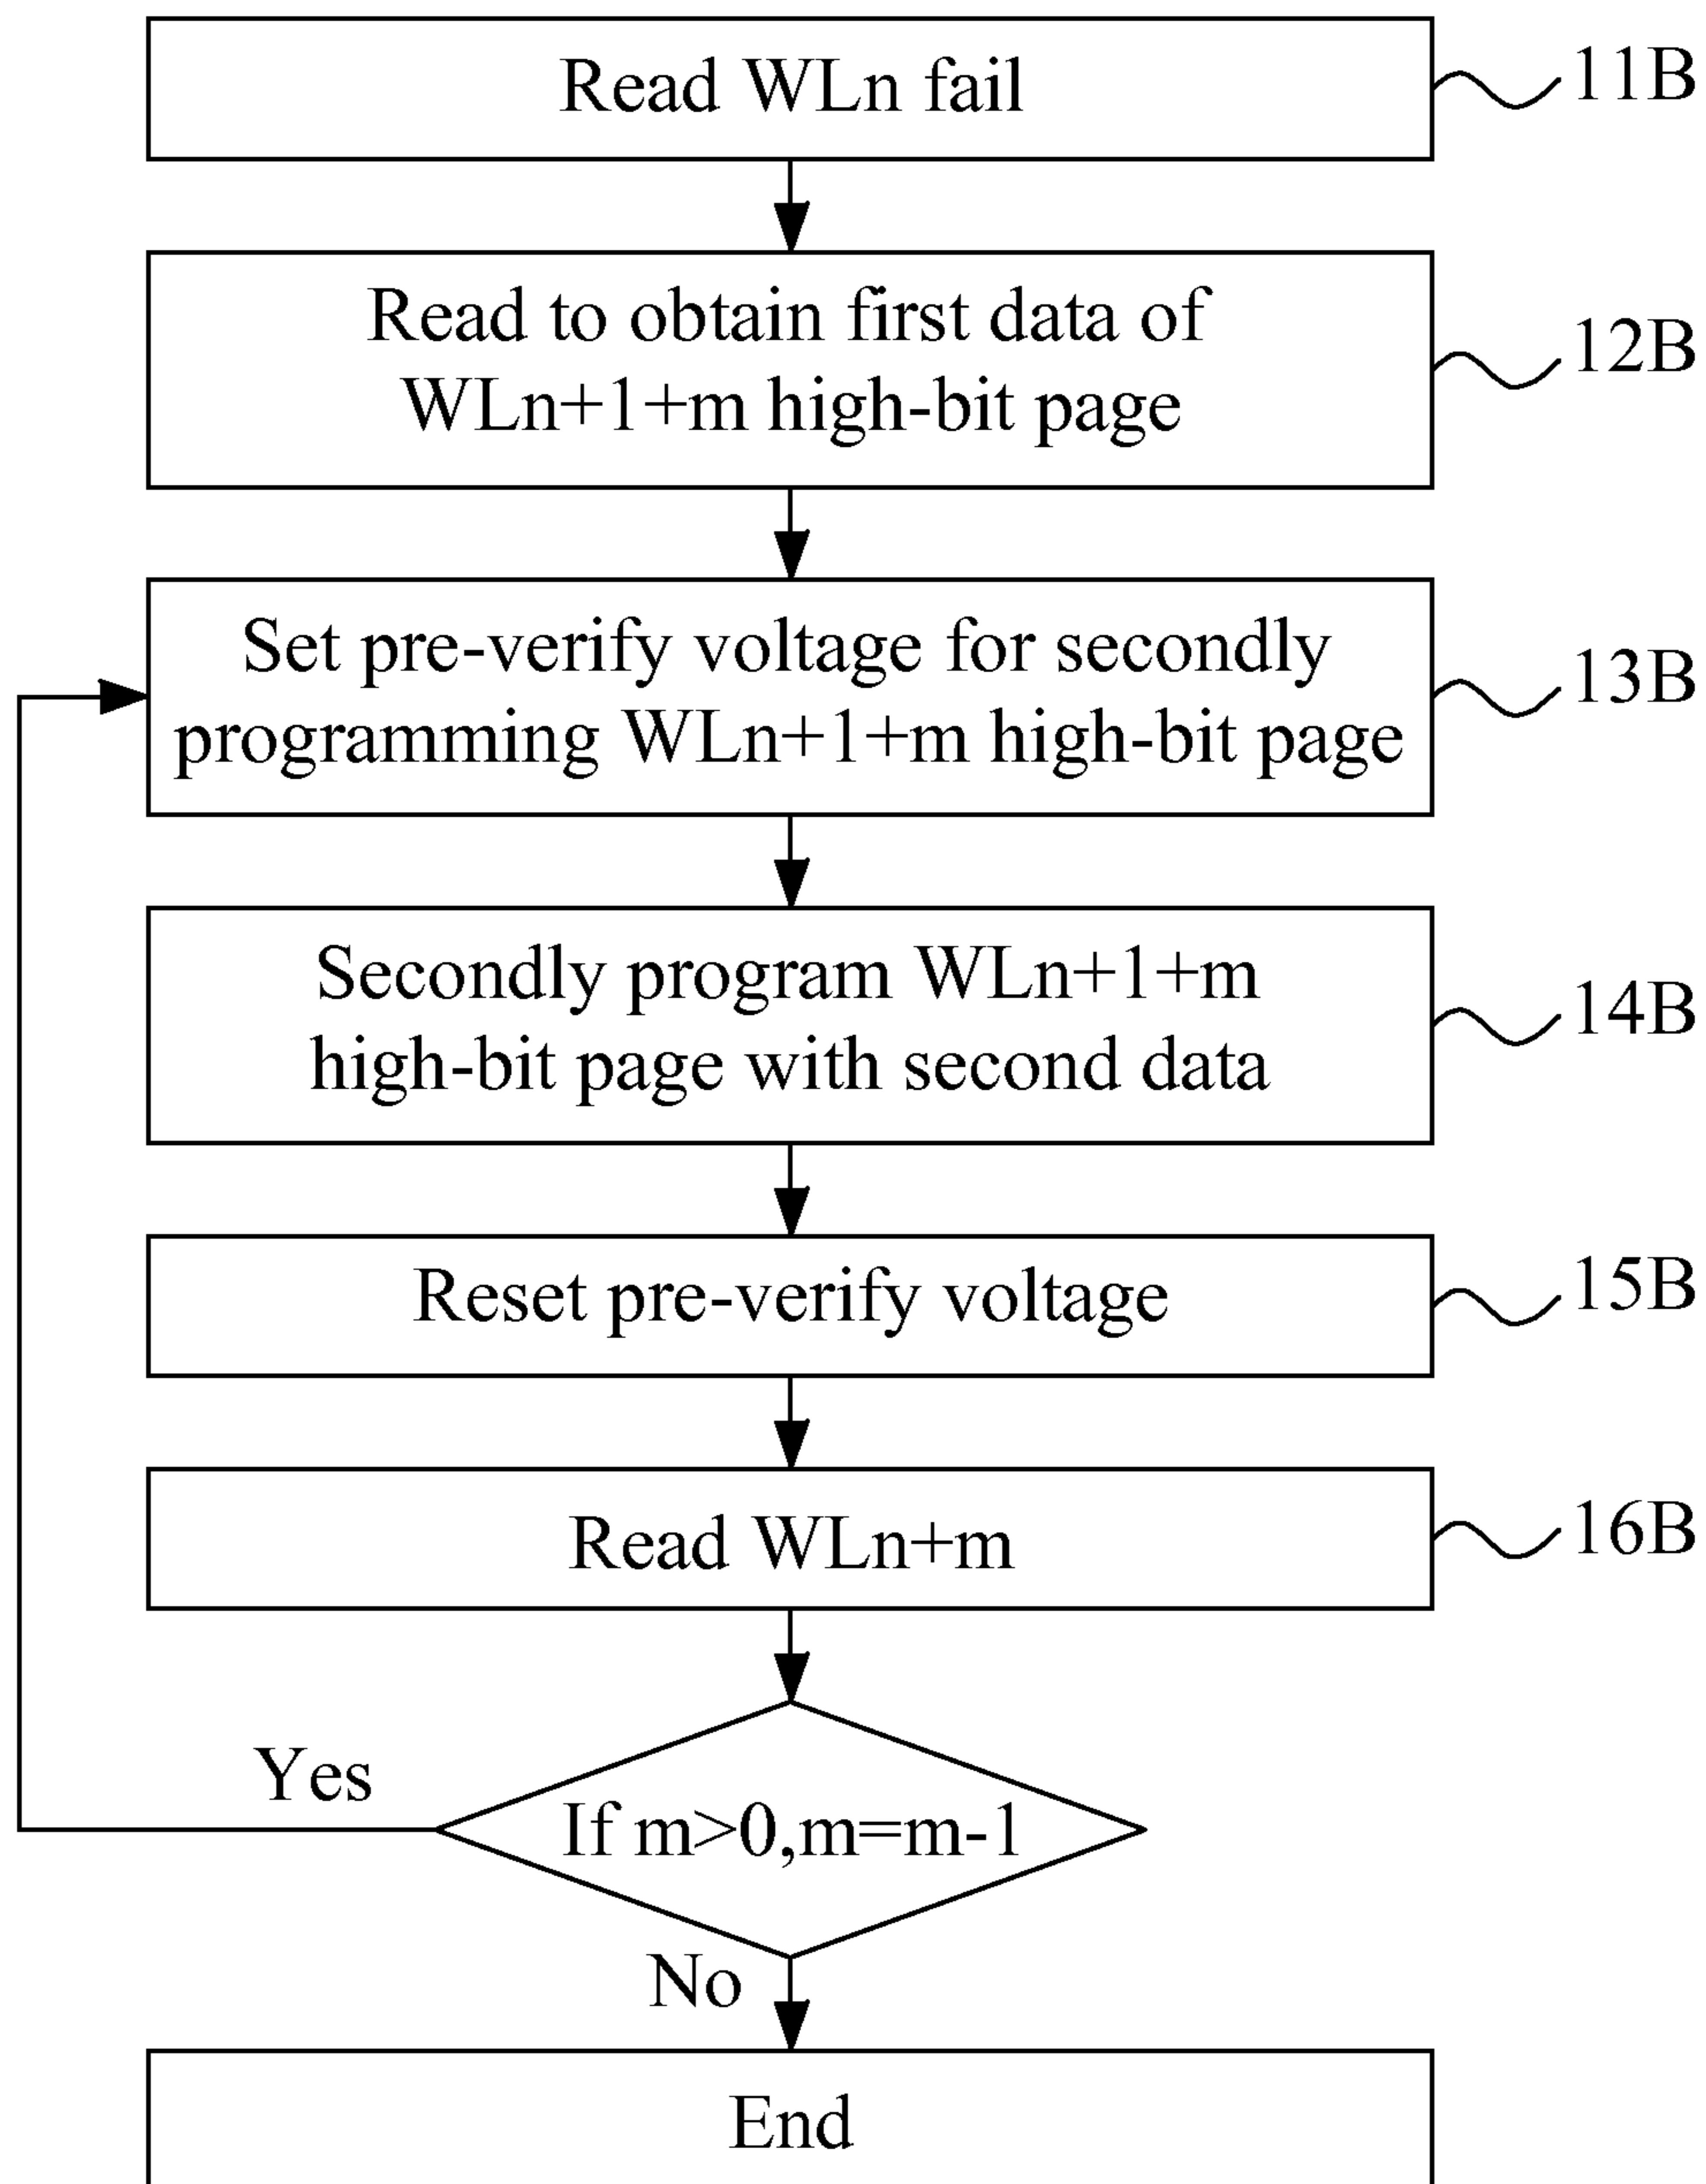 Read WLn fail
11B
Read to obtain first data of
WLn+1+m high-bit page
12B
Set pre-verify voltage for secondly
programming WLn+1+m high-bit page
13B
Secondly program WLn+1+m
high-bit page with second data
14B
Reset pre-verify voltage
15B
Read WLn+m
16B
Yes
If m>0,m=m-1
No
End